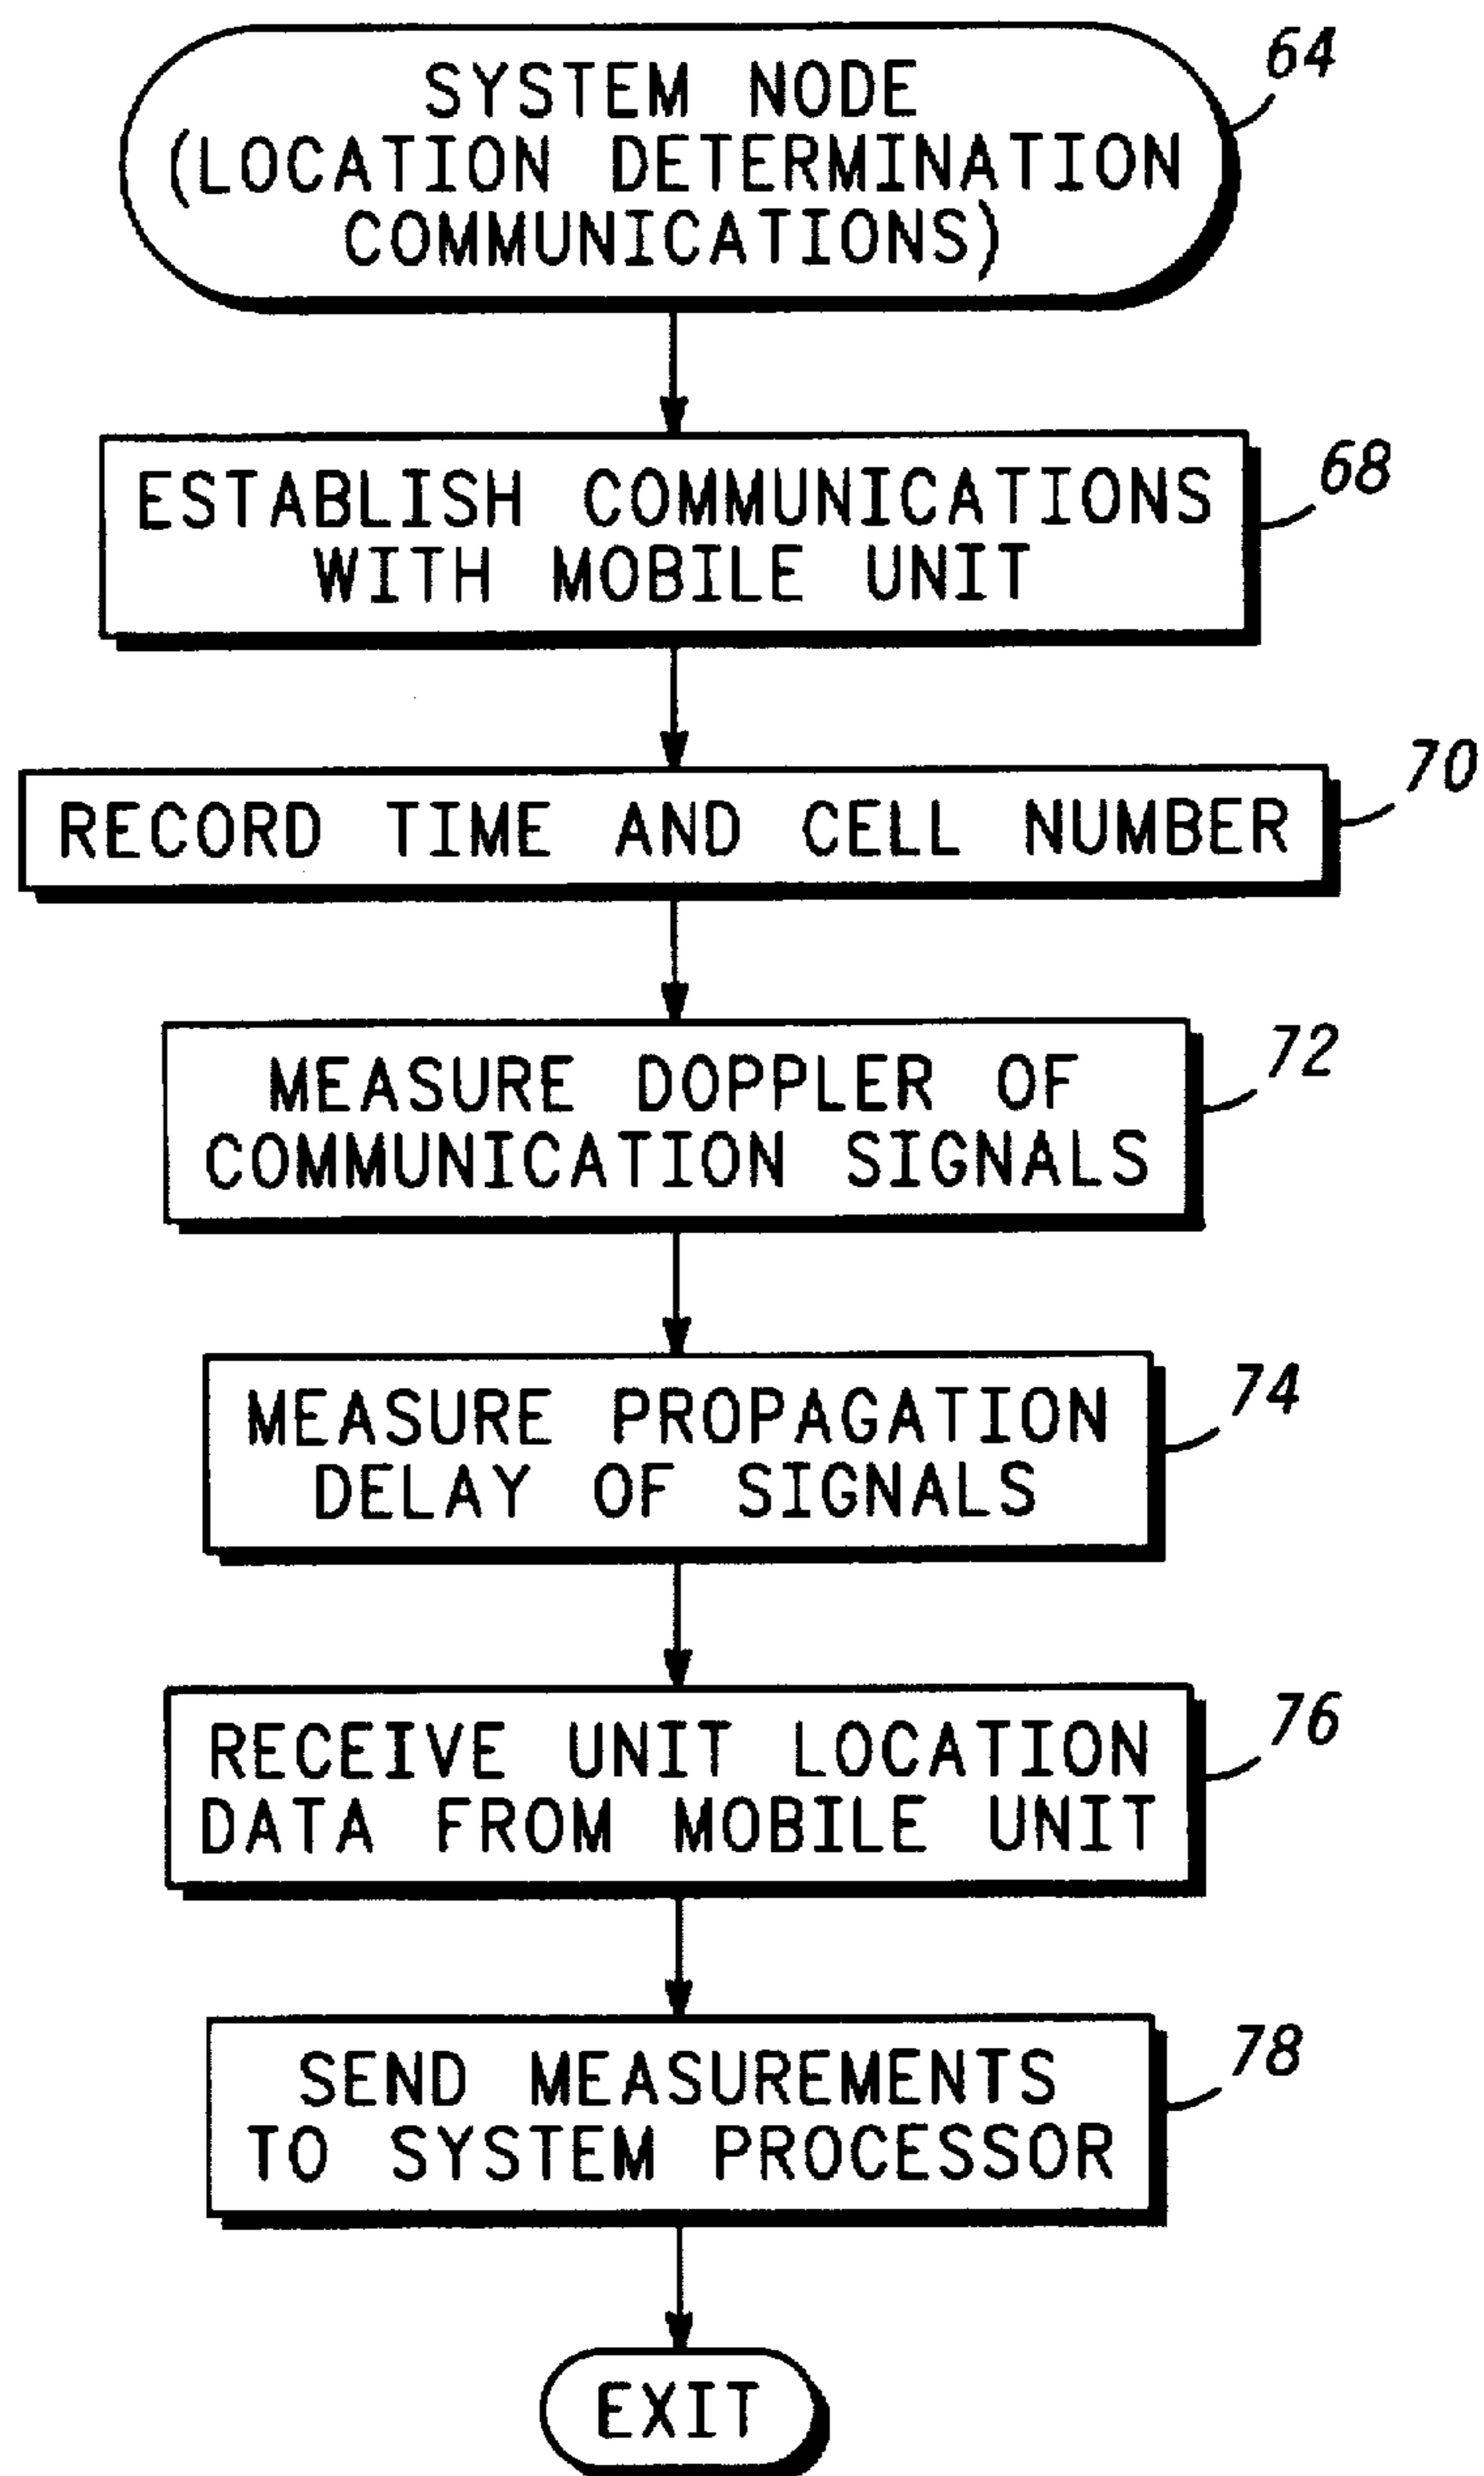 SYSTEM NODE
(LOCATION DETERMINATION
COMMUNICATIONS)
64
ESTABLISH COMMUNICATIONS
WITH MOBILE UNIT
68
RECORD TIME AND CELL NUMBER
70
MEASURE DOPPLER OF
COMMUNICATION SIGNALS
72
MEASURE PROPAGATION
DELAY OF SIGNALS
74
RECEIVE UNIT LOCATION
DATA FROM MOBILE UNIT
76
SEND MEASUREMENTS
TO SYSTEM PROCESSOR
78
EXIT